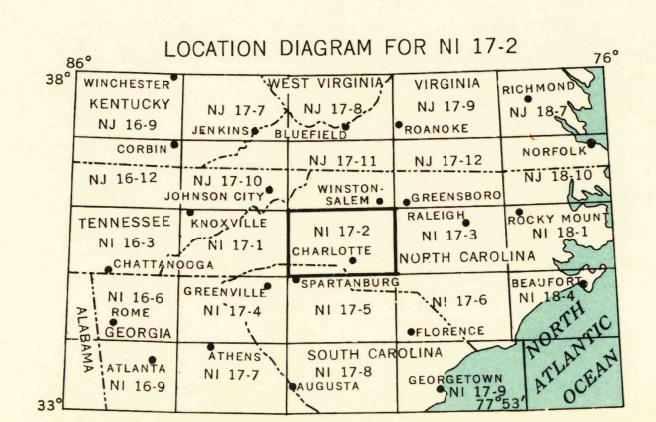 LOCATION DIAGRAM FOR NI 17-2
86°
76°
38°
WINCHESTER
KENTUCKY
NJ 16-9
NJ 17-7
JENKINS
WEST VIRGINIA
NJ 17-8
BLUEFIELD
VIRGINIA
NJ 17-9
ROANOKE
RICHMOND
NJ 18-7
CORBIN
NJ 16-12
NJ 17-10
JOHNSON CITY
NJ 17-11
WINSTON-
SALEM
NJ 17-12
GREENSBORO
NORFOLK
NJ 18-10
TENNESSEE
NI 16-3
CHATTANOOGA
KNOXVILLE
NI 17-1
NI 17-2
CHARLOTTE
RALEIGH
NI 17-3
NORTH CAROLINA
ROCKY MOUNT
NI 18-1
NI 16-6
ROME
GEORGIA
ALABAMA
GREENVILLE
NI 17-4
SPARTANBURG
NI 17-5
NI 17-6
FLORENCE
BEAUFORT
NI 18-4
ATLANTA
NI 16-9
ATHENS
NI 17-7
SOUTH CAROLINA
NI 17-8
AUGUSTA
GEORGETOWN
NI 17-9
77°53'
NORTH
ATLANTIC
OCEAN
33°